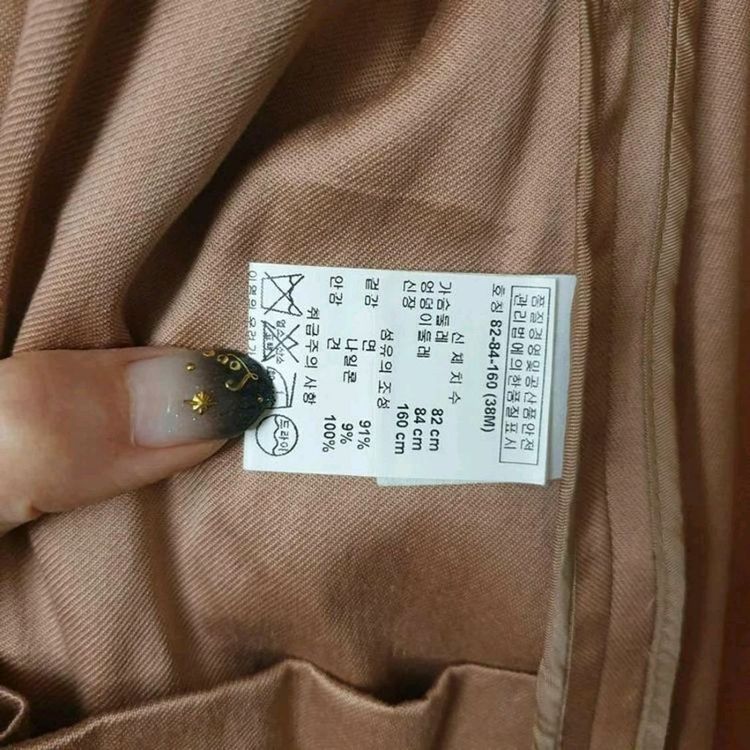 품질경영및공산품안전
관리법에의한품질표시
호칭 82-84-160 (38M)
신 체 치 수
가슴둘레 82 cm
엉덩이둘레 84 cm
신장 160 cm
섬유의 조성
겉감 면 91%
나일론 9%
안감 견 100%
취급주의 사항
염소
드라이